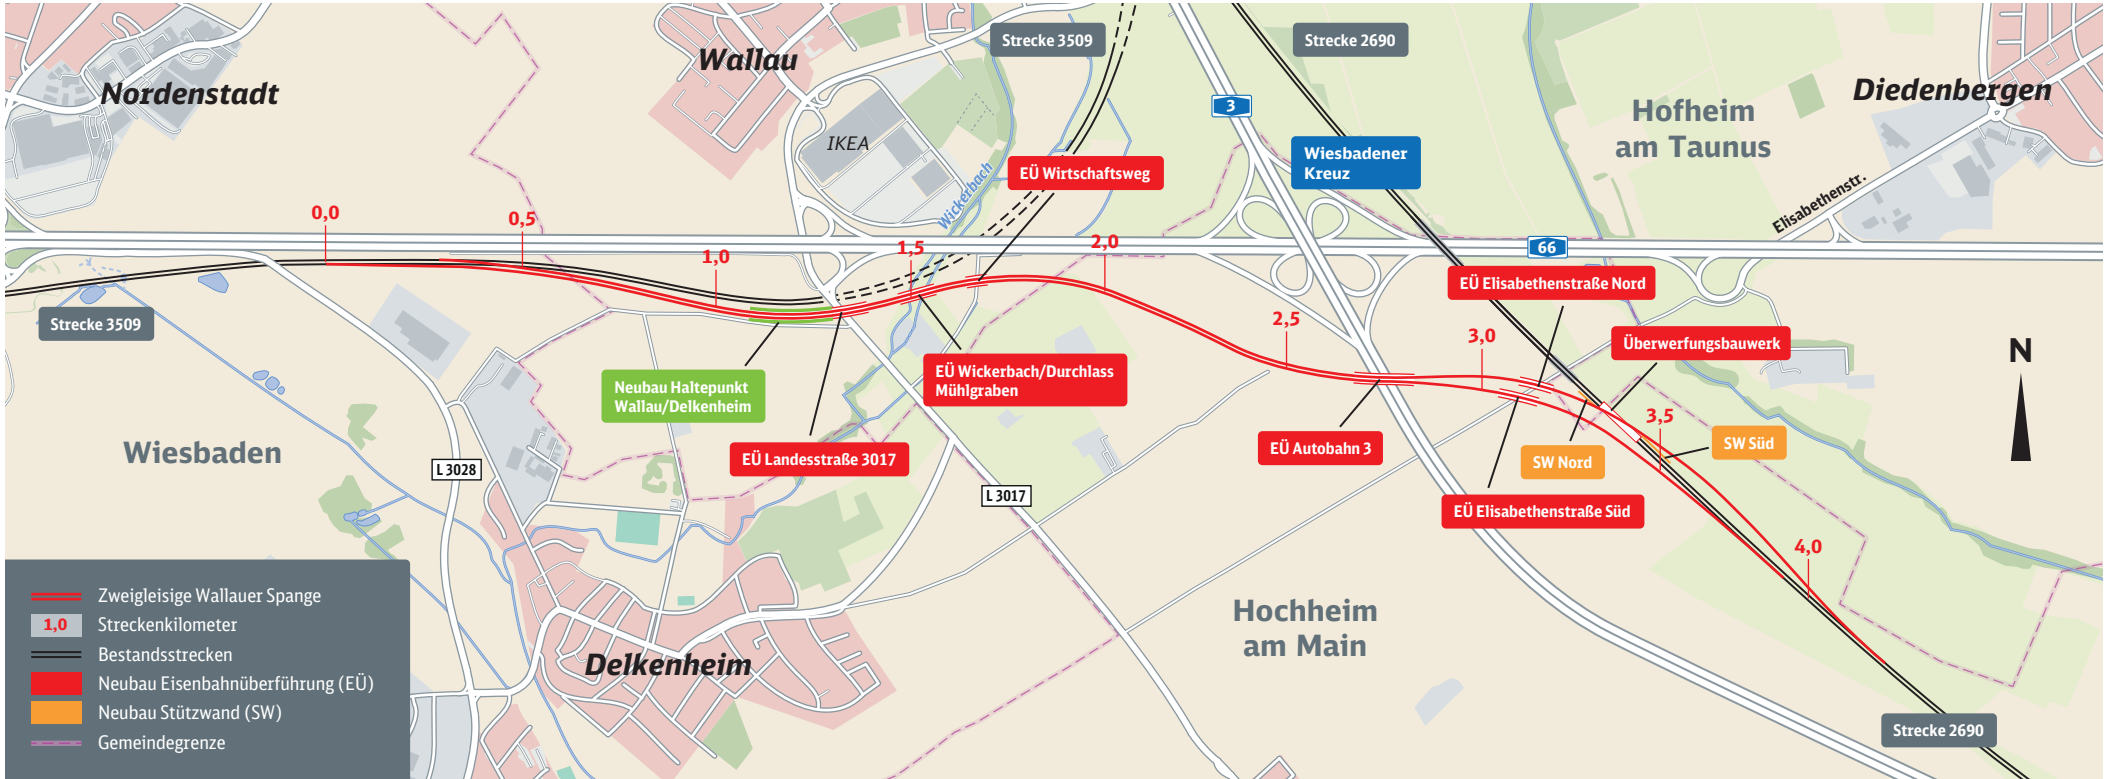 Nordenstadt
Wallau
Strecke 3509
Strecke 2690
Diedenbergen
3
Hofheim
am Taunus
IKEA
Wiesbadener
Kreuz
EÜ Wirtschaftsweg
Wickerbach
Elisabethenstr.
0,0
0,5
1,0
1,5
2,0
66
EÜ Elisabethenstraße Nord
Strecke 3509
2,5
3,0
Überwerfungsbauwerk
N
Neubau Haltepunkt
Wallau/Delkenheim
EÜ Wickerbach/Durchlass
Mühlgraben
3,5
Wiesbaden
L 3028
EÜ Landesstraße 3017
EÜ Autobahn 3
SW Nord
SW Süd
L 3017
EÜ Elisabethenstraße Süd
4,0
Zweigleisige Wallauer Spange
1,0 Streckenkilometer
Bestandsstrecken
Neubau Eisenbahnüberführung (EÜ)
Neubau Stützwand (SW)
Gemeindegrenze
Delkenheim
Hochheim
am Main
Strecke 2690